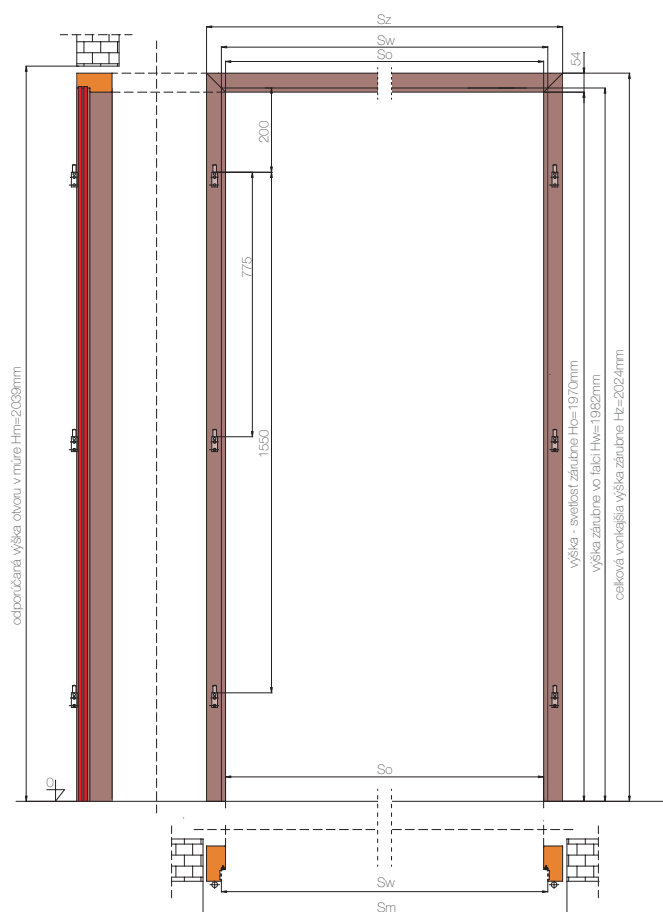 Sz
Sw
So
54
200
775
1550
odporúčaná výška otvoru v múre Hm=2039mm
výška - svetlosť zárubne Ho=1970mm
výška zárubne vo falci Hw=1982mm
celková vonkajšia výška zárubne Hz=2024mm
0
So
Sw
Sm